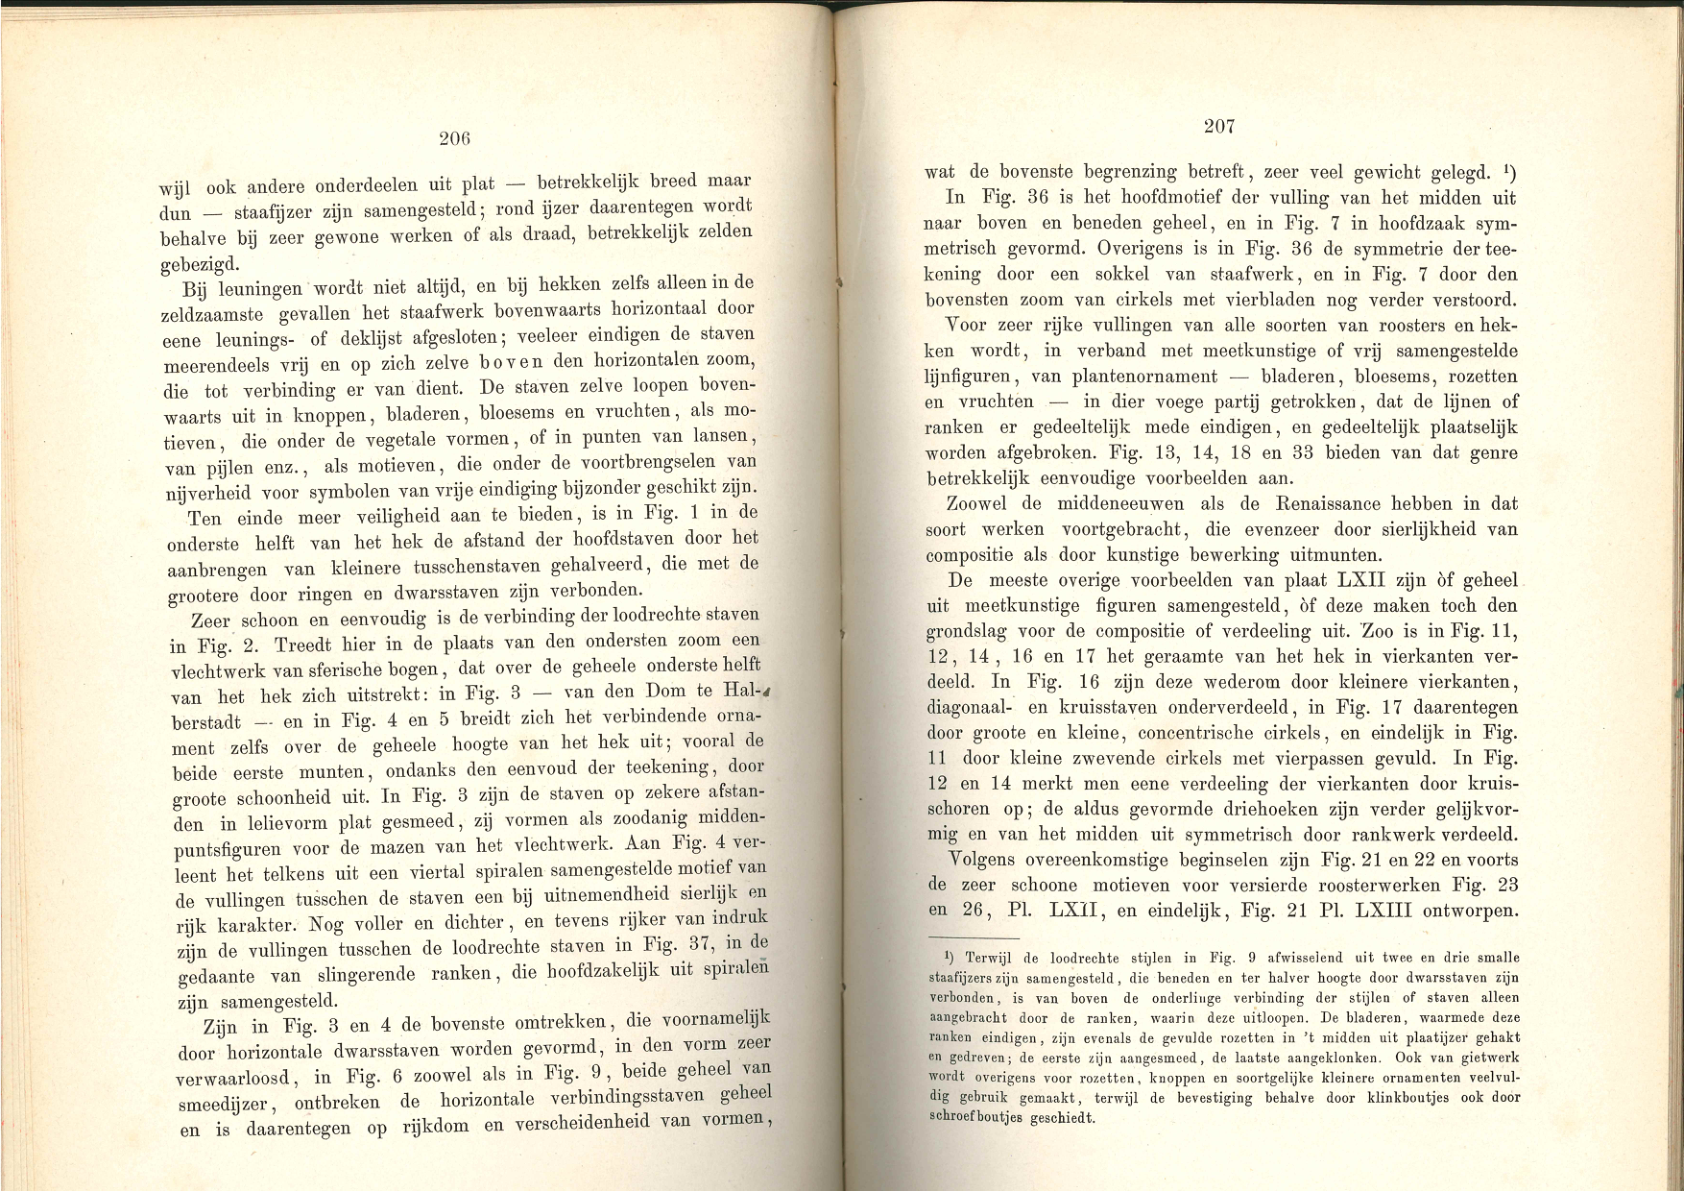 206
wijl ook andere onderdeelen uit plat — betrekkelijk breed maar
dun — staafijzer zijn samengesteld; rond ijzer daarentegen wordt
behalve bij zeer gewone werken of als draad, betrekkelijk zelden
gebezigd.
Bij leuningen wordt niet altijd, en bij hekken zelfs alleen in de
zeldzaamste gevallen het staafwerk bovenwaarts horizontaal door
eene leunings- of deklijst afgesloten; veeleer eindigen de staven
meerendeels vrij en op zich zelve boven den horizontalen zoom,
die tot verbinding er van dient. De staven zelve loopen boven-
waarts uit in knoppen, bladeren, bloesems en vruchten, als mo-
tieven, die onder de vegetale vormen, of in punten van lansen,
van pijlen enz., als motieven, die onder de voortbrengselen van
nijverheid voor symbolen van vrije eindiging bijzonder geschikt zijn.
Ten einde meer veiligheid aan te bieden, is in Fig. 1 in de
onderste helft van het hek de afstand der hoofdstaven door het
aanbrengen van kleinere tusschenstaven gehalveerd, die met de
grootere door ringen en dwarsstaven zijn verbonden.
Zeer schoon en eenvoudig is de verbinding der loodrechte staven
in Fig. 2. Treedt hier in de plaats van den ondersten zoom een
vlechtwerk van sferische bogen, dat over de geheele onderste helft
van het hek zich uitstrekt: in Fig. 3 — van den Dom te Hal-
berstadt — en in Fig. 4 en 5 breidt zich het verbindende orna-
ment zelfs over de geheele hoogte van het hek uit; vooral de
beide eerste munten, ondanks den eenvoud der teekening, door
groote schoonheid uit. In Fig. 3 zijn de staven op zekere afstan-
den in lelievorm plat gesmeed, zij vormen als zoodanig midden-
puntsfiguren voor de mazen van het vlechtwerk. Aan Fig. 4 ver-
leent het telkens uit een viertal spiralen samengestelde motief van
de vullingen tusschen de staven een bij uitnemendheid sierlijk en
rijk karakter. Nog voller en dichter, en tevens rijker van indruk
zijn de vullingen tusschen de loodrechte staven in Fig. 37, in de
gedaante van slingerende ranken, die hoofdzakelijk uit spiralen
zijn samengesteld.
Zijn in Fig. 3 en 4 de bovenste omtrekken, die voornamelijk
door horizontale dwarsstaven worden gevormd, in den vorm zeer
verwaarloosd, in Fig. 6 zoowel als in Fig. 9, beide geheel van
smeedijzer, ontbreken de horizontale verbindingsstaven geheel
en is daarentegen op rijkdom en verscheidenheid van vormen,
207
wat de bovenste begrenzing betreft, zeer veel gewicht gelegd. ¹)
In Fig. 36 is het hoofdmotief der vulling van het midden uit
naar boven en beneden geheel, en in Fig. 7 in hoofdzaak sym-
metrisch gevormd. Overigens is in Fig. 36 de symmetrie der tee-
kening door een sokkel van staafwerk, en in Fig. 7 door den
bovensten zoom van cirkels met vierbladen nog verder verstoord.
Voor zeer rijke vullingen van alle soorten van roosters en hek-
ken wordt, in verband met meetkunstige of vrij samengestelde
lijnfiguren, van plantenornament — bladeren, bloesems, rozetten
en vruchten — in dier voege partij getrokken, dat de lijnen of
ranken er gedeeltelijk mede eindigen, en gedeeltelijk plaatselijk
worden afgebroken. Fig. 13, 14, 18 en 33 bieden van dat genre
betrekkelijk eenvoudige voorbeelden aan.
Zoowel de middeneeuwen als de Renaissance hebben in dat
soort werken voortgebracht, die evenzeer door sierlijkheid van
compositie als door kunstige bewerking uitmunten.
De meeste overige voorbeelden van plaat LXII zijn òf geheel
uit meetkunstige figuren samengesteld, òf deze maken toch den
grondslag voor de compositie of verdeeling uit. Zoo is in Fig. 11,
12, 14, 16 en 17 het geraamte van het hek in vierkanten ver-
deeld. In Fig. 16 zijn deze wederom door kleinere vierkanten,
diagonaal- en kruisstaven onderverdeeld, in Fig. 17 daarentegen
door groote en kleine, concentrische cirkels, en eindelijk in Fig.
11 door kleine zwevende cirkels met vierpassen gevuld. In Fig.
12 en 14 merkt men eene verdeeling der vierkanten door kruis-
schoren op; de aldus gevormde driehoeken zijn verder gelijkvor-
mig en van het midden uit symmetrisch door rankwerk verdeeld.
Volgens overeenkomstige beginselen zijn Fig. 21 en 22 en voorts
de zeer schoone motieven voor versierde roosterwerken Fig. 23
en 26, Pl. LXII, en eindelijk, Fig. 21 Pl. LXIII ontworpen.
¹) Terwijl de loodrechte stijlen in Fig. 9 afwisselend uit twee en drie smalle
staafijzers zijn samengesteld, die beneden en ter halver hoogte door dwarsstaven zijn
verbonden, is van boven de onderlinge verbinding der stijlen of staven alleen
aangebracht door de ranken, waarin deze uitloopen. De bladeren, waarmede deze
ranken eindigen, zijn evenals de gevulde rozetten in 't midden uit plaatijzer gehakt
en gedreven; de eerste zijn aangesmeed, de laatste aangeklonken. Ook van gietwerk
wordt overigens voor rozetten, knoppen en soortgelijke kleinere ornamenten veelvul-
dig gebruik gemaakt, terwijl de bevestiging behalve door klinkboutjes ook door
schroefboutjes geschiedt.